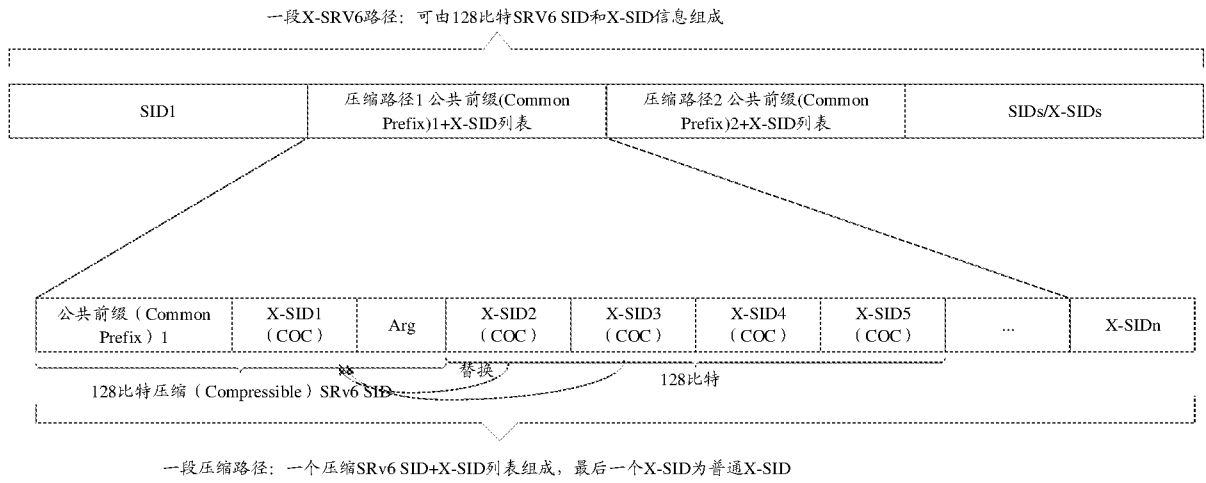 一段X-SRV6路径：可由128比特SRV6 SID和X-SID信息组成
SID1
压缩路径1 公共前缀(Common
Prefix)1+X-SID列表
压缩路径2 公共前缀(Common
Prefix)2+X-SID列表
SIDs/X-SIDs
公共前缀（Common
Prefix）1
X-SID1
（COC）
Arg
X-SID2
（COC）
X-SID3
（COC）
X-SID4
（COC）
X-SID5
（COC）
...
X-SIDn
替换
128比特压缩（Compressible）SRv6 SID
128比特
一段压缩路径：一个压缩SRv6 SID+X-SID列表组成，最后一个X-SID为普通X-SID